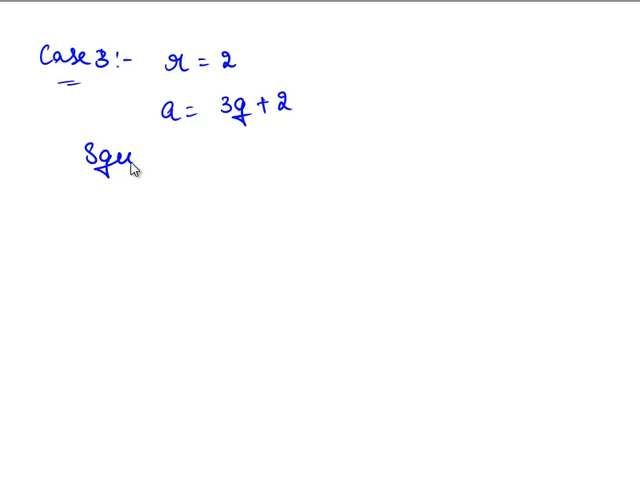 Case 3:- r = 2
a = 3q + 2
Squ